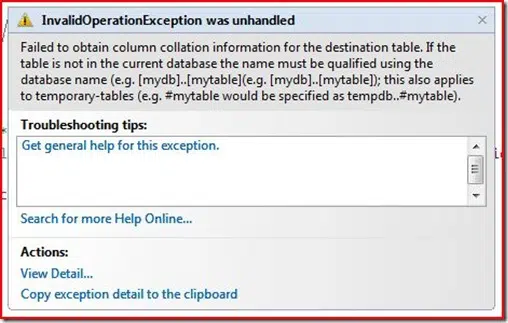 InvalidOperationException was unhandled
Failed to obtain column collation information for the destination table. If the
table is not in the current database the name must be qualified using the
database name (e.g. [mydb]..[mytable](e.g. [mydb]..[mytable]); this also applies
to temporary-tables (e.g. #mytable would be specified as tempdb..#mytable).
Troubleshooting tips:
Get general help for this exception.
Search for more Help Online...
Actions:
View Detail...
Copy exception detail to the clipboard